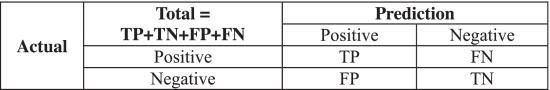 Actual
Total =
TP+TN+FP+FN
Prediction
Positive Negative
Positive TP FN
Negative FP TN